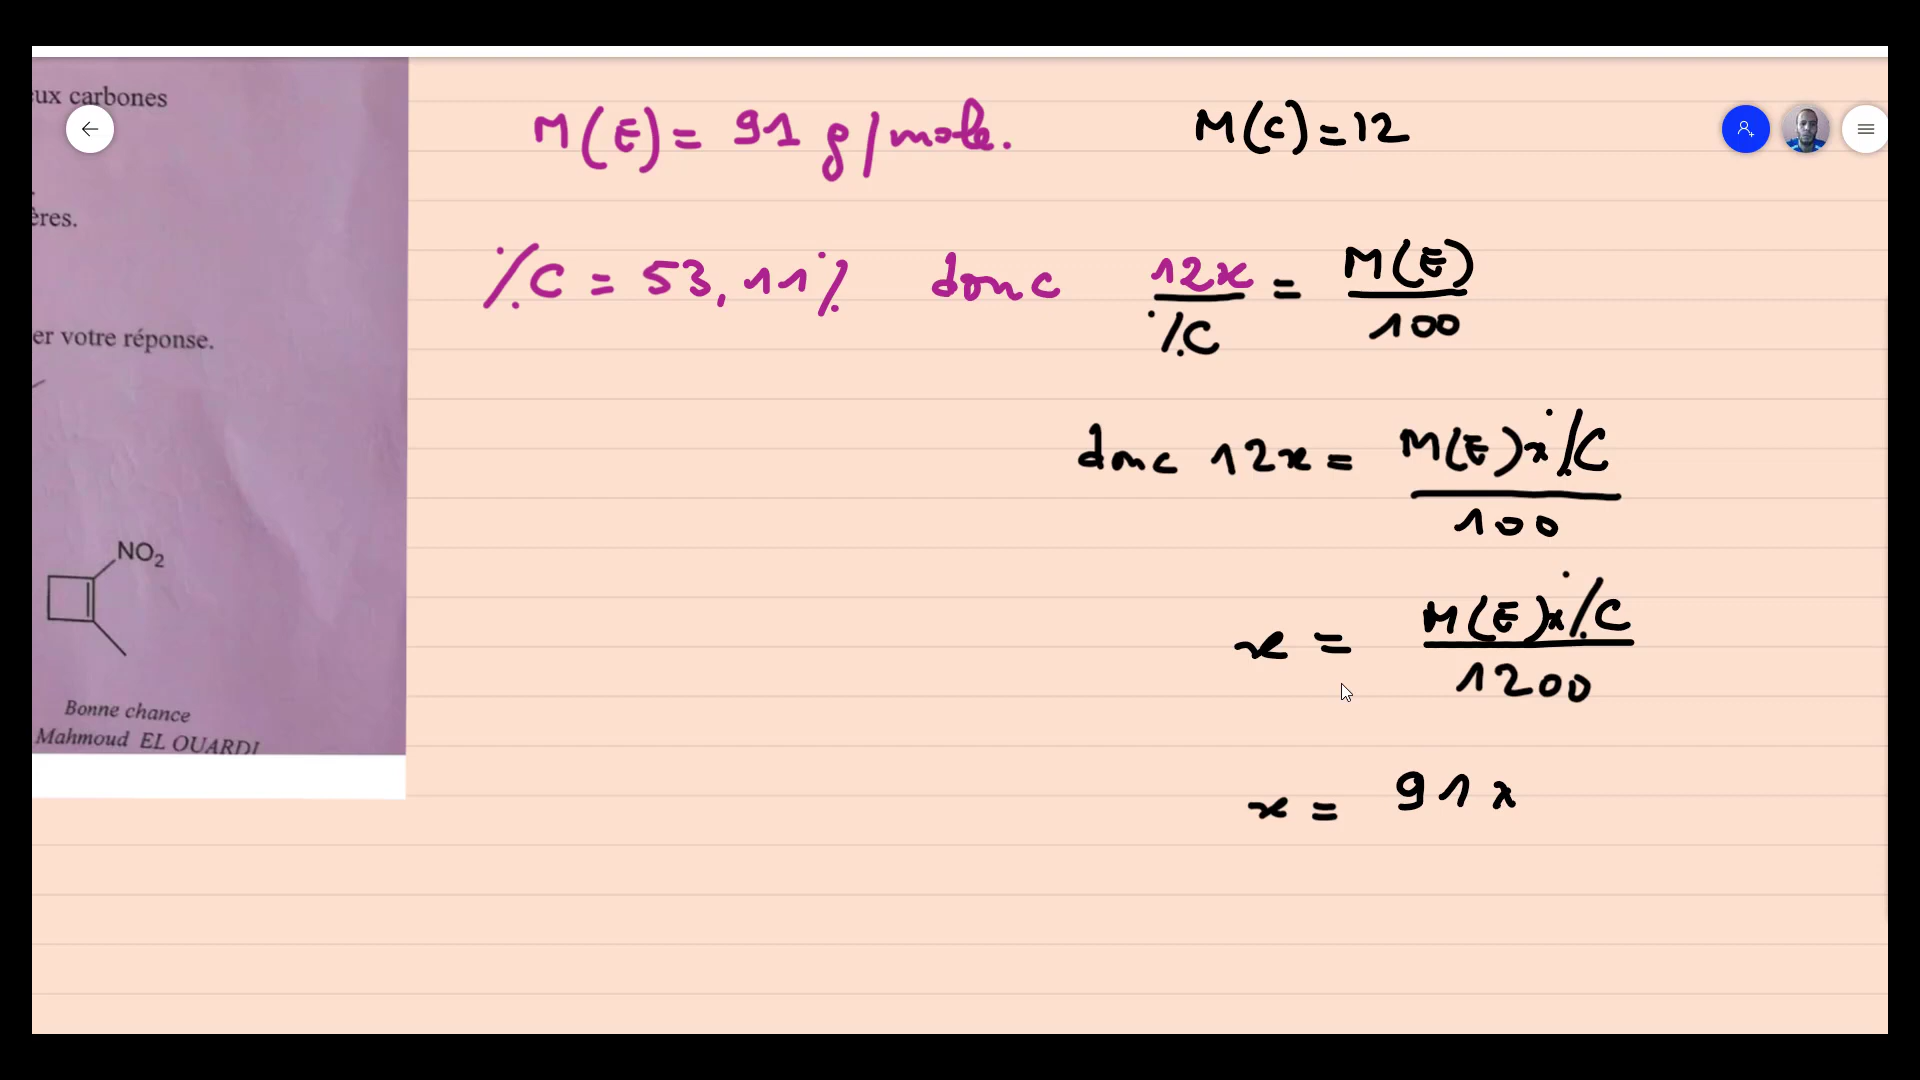 eux carbones
ères.
er votre réponse.
NO2
Bonne chance
Mahmoud EL OUARDI
M(E) = 91 g/mole.
M(C) = 12
%C = 53,11% donc 12x/%C = M(E)/100
donc 12x = M(E)x%C/100
x = M(E)x%C/1200
x = 91 x